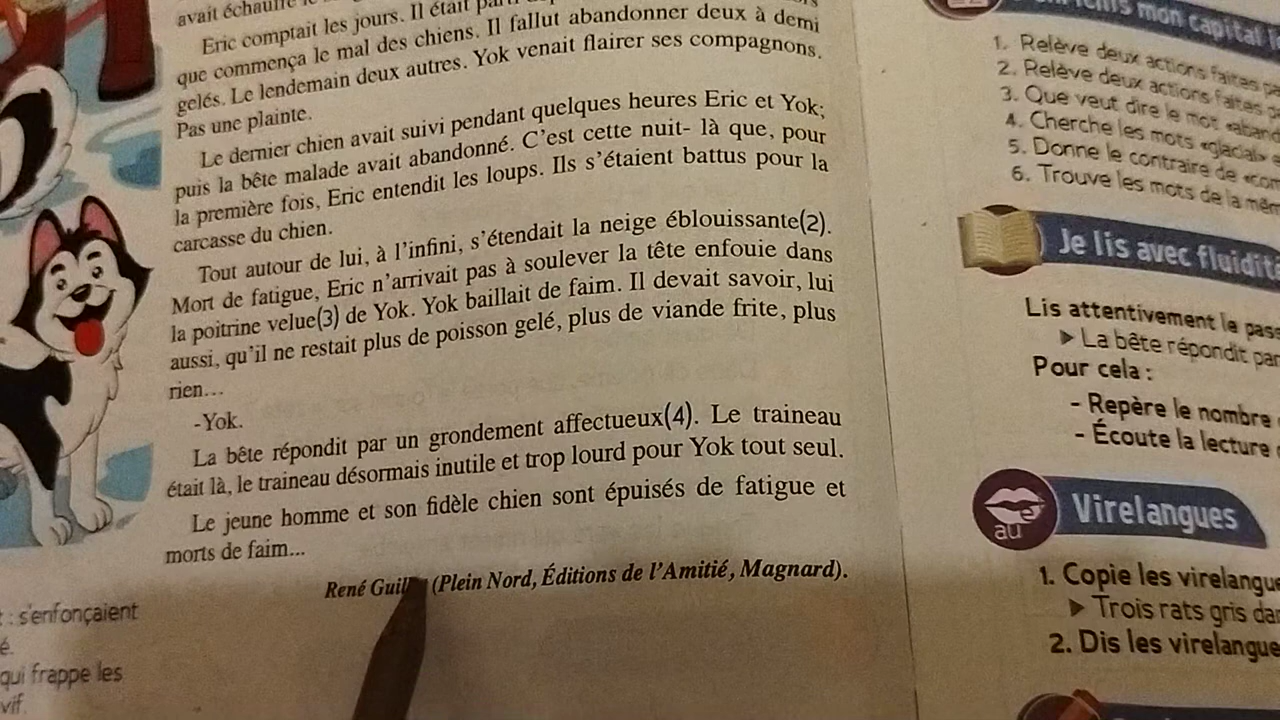 avait échauffé le
Eric comptait les jours. Il était
que commença le mal des chiens. Il fallut abandonner deux à demi
gelés. Le lendemain deux autres. Yok venait flairer ses compagnons.
Pas une plainte.
Le dernier chien avait suivi pendant quelques heures Eric et Yok;
puis la bête malade avait abandonné. C'est cette nuit- là que, pour
la première fois, Eric entendit les loups. Ils s'étaient battus pour la
carcasse du chien.
Tout autour de lui, à l'infini, s'étendait la neige éblouissante(2).
Mort de fatigue, Eric n'arrivait pas à soulever la tête enfouie dans
la poitrine velue(3) de Yok. Yok baillait de faim. Il devait savoir, lui
aussi, qu'il ne restait plus de poisson gelé, plus de viande frite, plus
rien...
-Yok.
La bête répondit par un grondement affectueux(4). Le traineau
était là, le traineau désormais inutile et trop lourd pour Yok tout seul.
Le jeune homme et son fidèle chien sont épuisés de fatigue et
morts de faim...
René (Plein Nord, Éditions de l'Amitié, Magnard).
: s'enfonçaient
é.
qui frappe les
vif.
mon capital
1. Relève deux actions faites
2. Relève deux actions faites
3. Que veut dire le mot
4. Cherche les mots «glacial»
5. Donne le contraire de
6. Trouve les mots de la
Je lis avec
Lis attentivement le
▶ La bête répondit
Pour cela :
- Repère le nombre
- Écoute la lecture
au e
Virelangues
1. Copie les
▶ Trois rats gris
2. Dis les